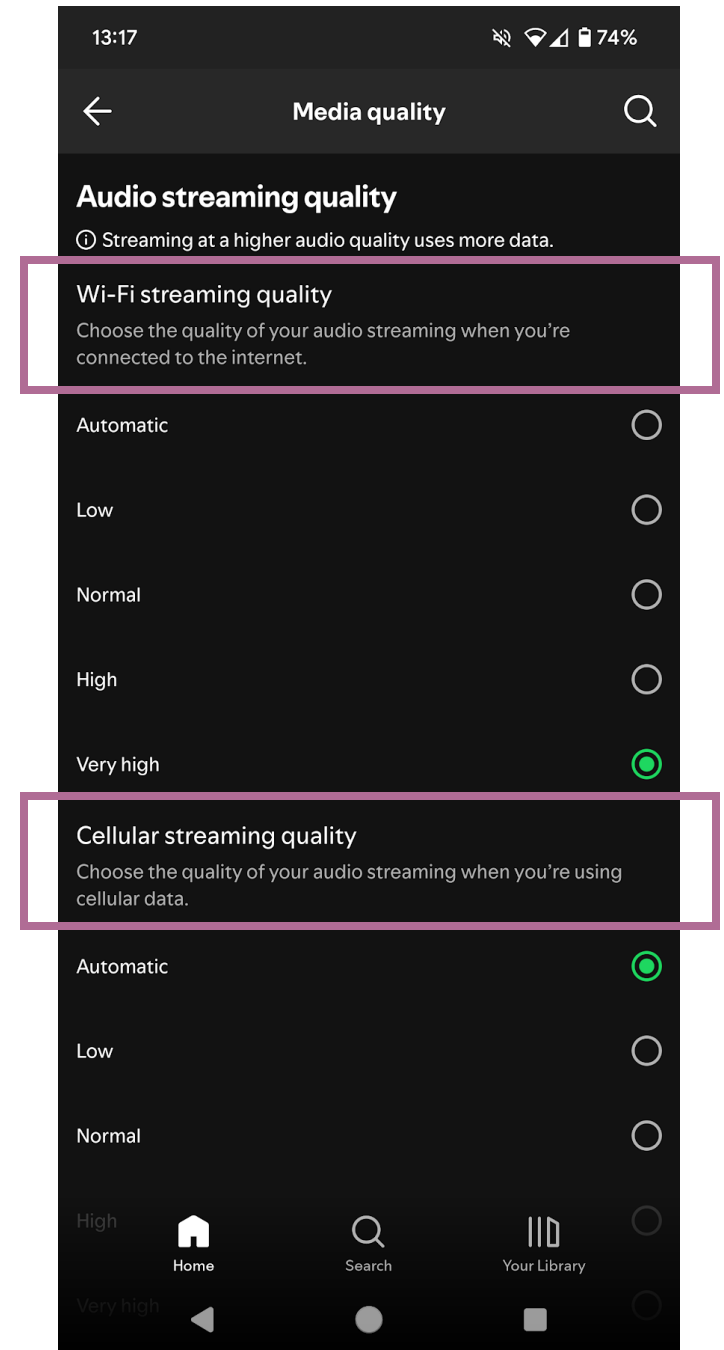 13:17 74%
Media quality
Audio streaming quality
Streaming at a higher audio quality uses more data.
Wi-Fi streaming quality
Choose the quality of your audio streaming when you’re
connected to the internet.
Automatic
Low
Normal
High
Very high
Cellular streaming quality
Choose the quality of your audio streaming when you’re using
cellular data.
Automatic
Low
Normal
High
Home Search Your Library
Very high